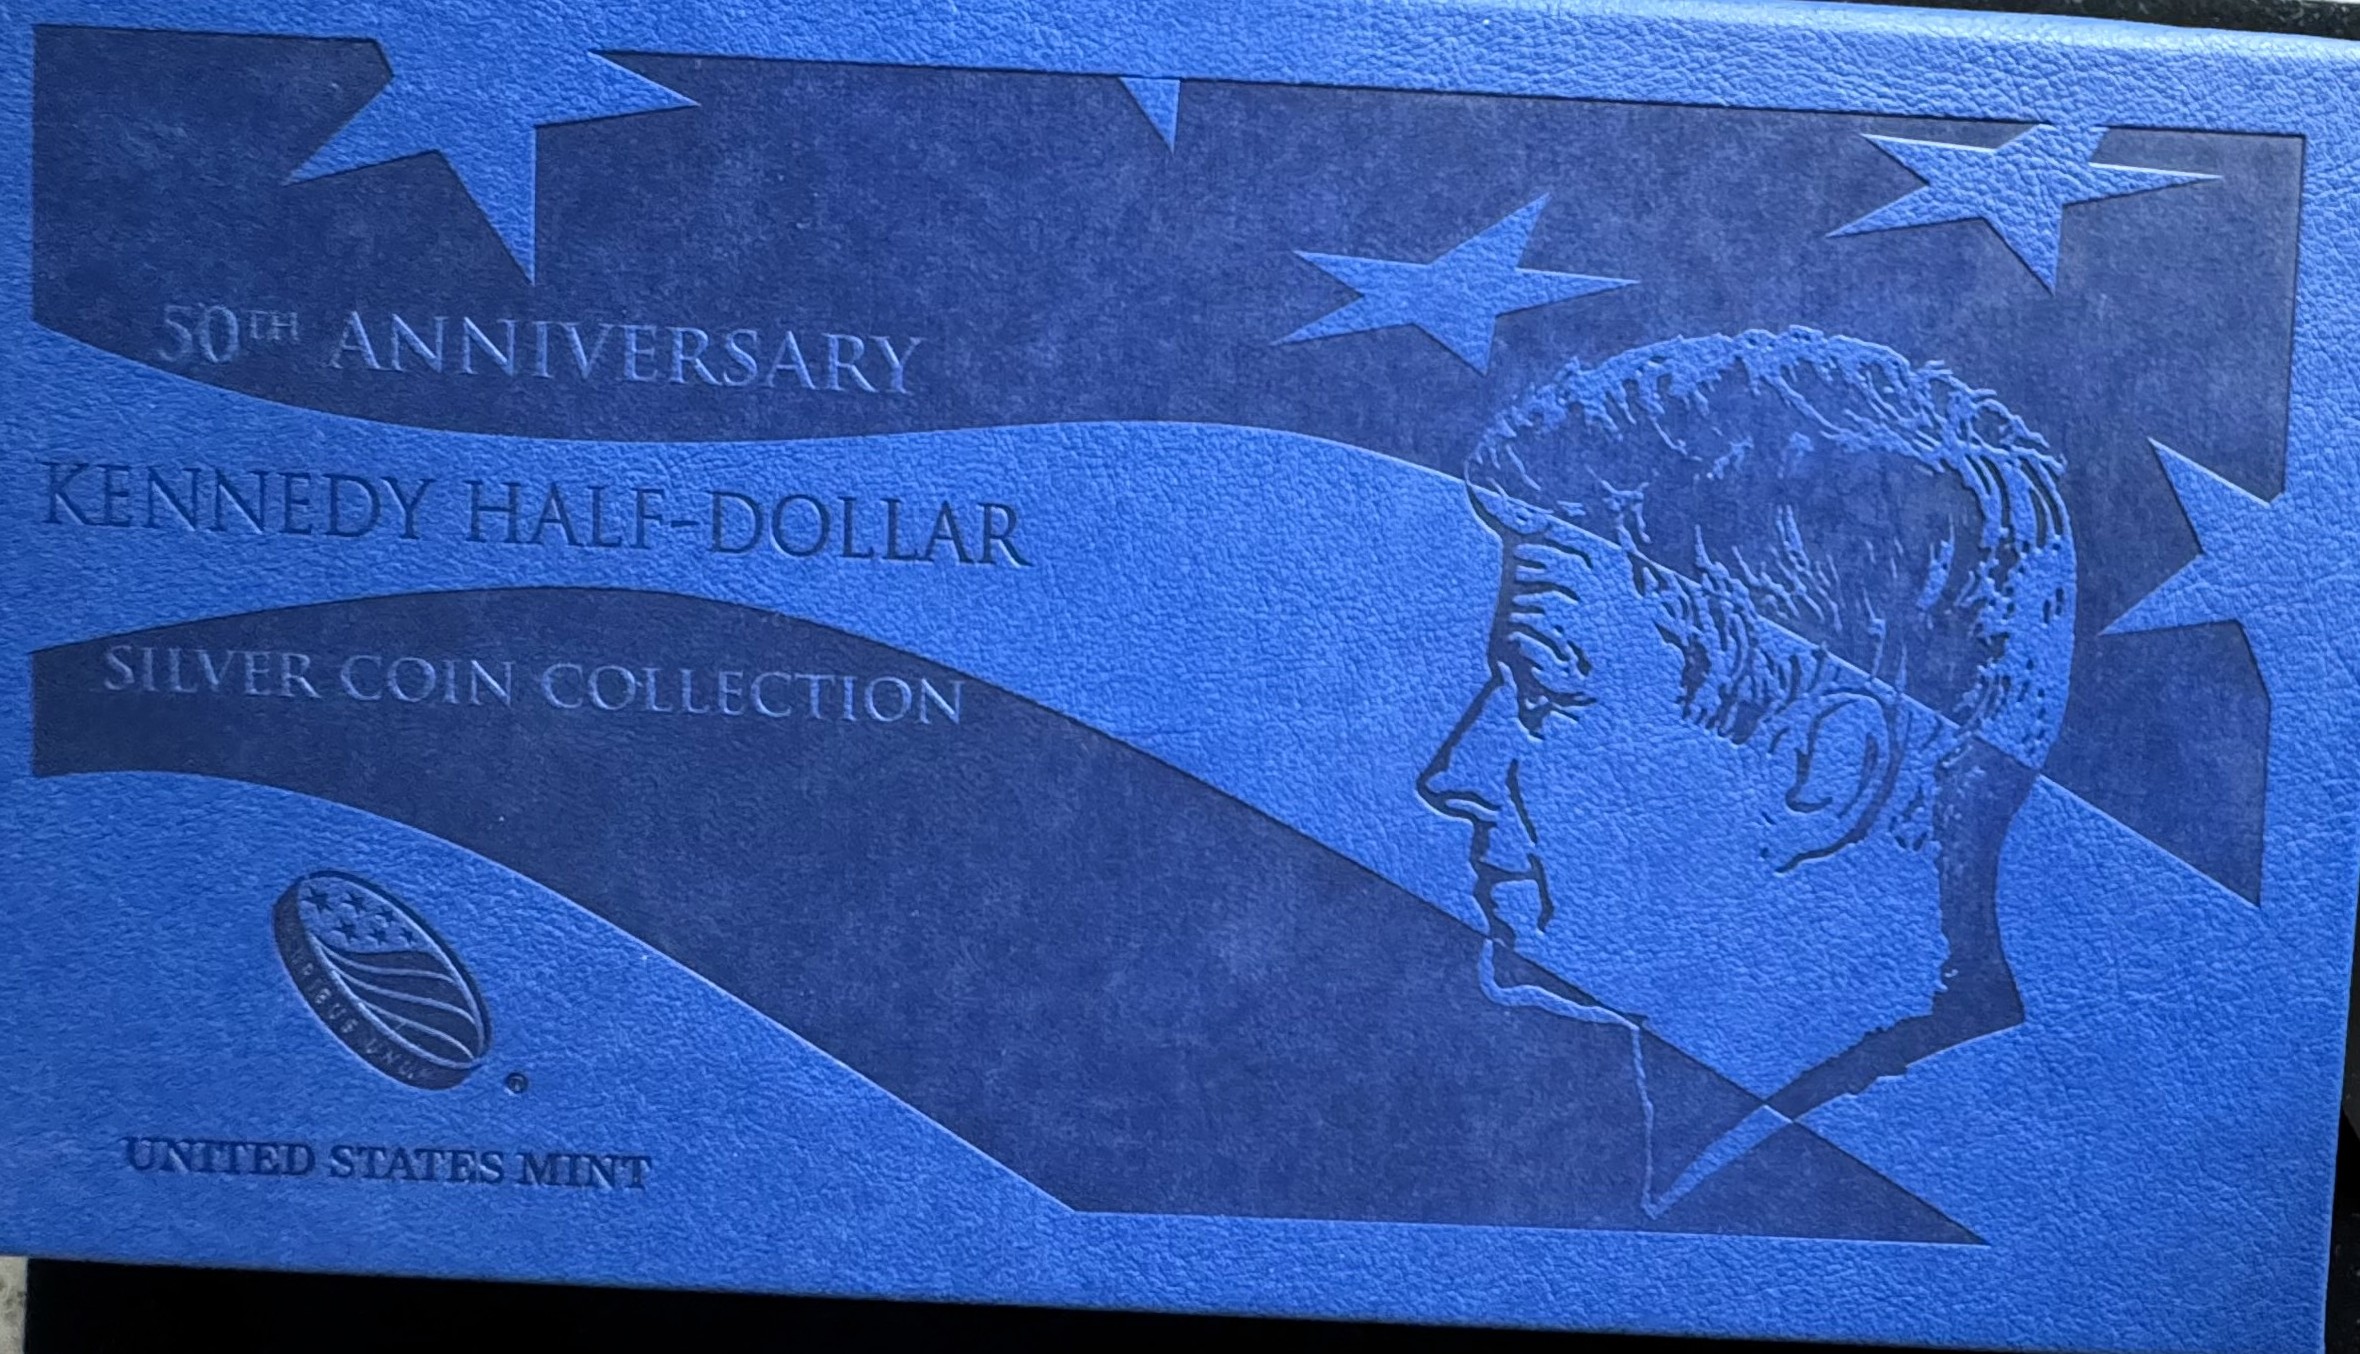 50TH ANNIVERSARY
KENNEDY HALF-DOLLAR
SILVER COIN COLLECTION
®
UNITED STATES MINT